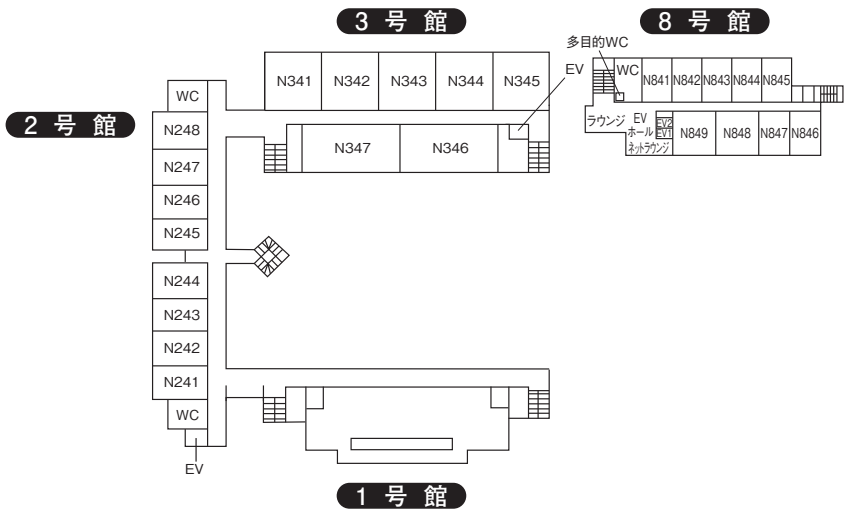 3 号 館
8 号 館
多目的WC
EV
N341
N342
N343
N344
N345
WC
N841
N842
N843
N844
N845
WC
2 号 館
N248
N247
N246
N245
N244
N243
N242
N241
WC
EV
N347
N346
ラウンジ
EV
ホール
EV2
EV1
ネットラウンジ
N849
N848
N847
N846
1 号 館